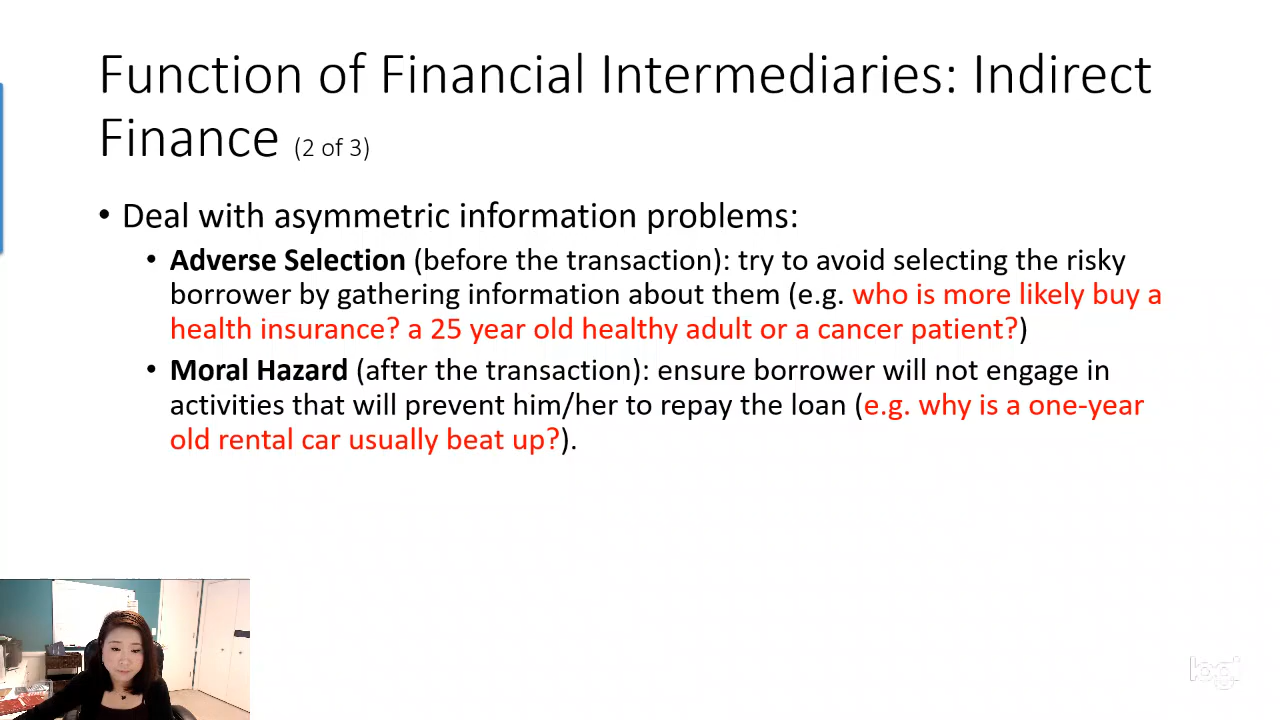 Function of Financial Intermediaries: Indirect
Finance (2 of 3)
• Deal with asymmetric information problems:
• Adverse Selection (before the transaction): try to avoid selecting the risky
borrower by gathering information about them (e.g. who is more likely buy a
health insurance? a 25 year old healthy adult or a cancer patient?)
• Moral Hazard (after the transaction): ensure borrower will not engage in
activities that will prevent him/her to repay the loan (e.g. why is a one-year
old rental car usually beat up?).
logi